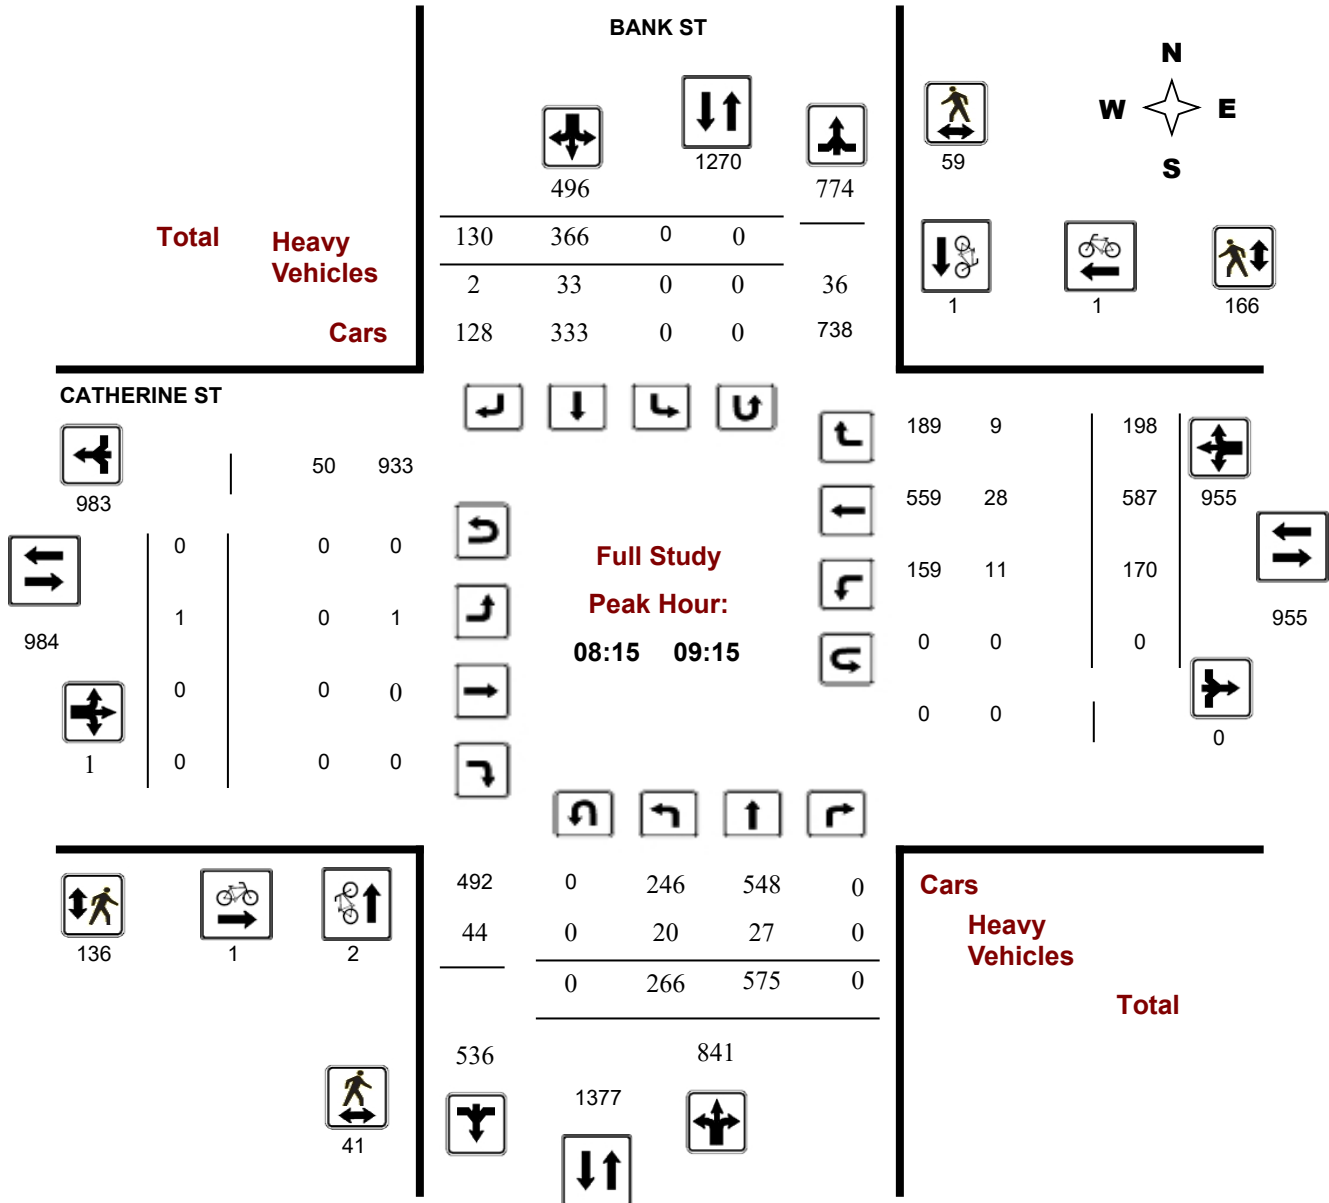 BANK ST
N
W E
S
1270
59
496
774
Total Heavy Vehicles
Cars
130 366 0 0
2 33 0 0 36
128 333 0 0 738
1 1 166
CATHERINE ST
983
50 933
0 0 0
1 0 1
984
0 0 0
1
0 0 0
Full Study
Peak Hour:
08:15 09:15
189 9 198
559 28 587 955
159 11 170
955
0 0 0
0 0
0
136 1 2
41
492 0 246 548 0
44 0 20 27 0
0 266 575 0
536 841
1377
Cars
Heavy
Vehicles
Total